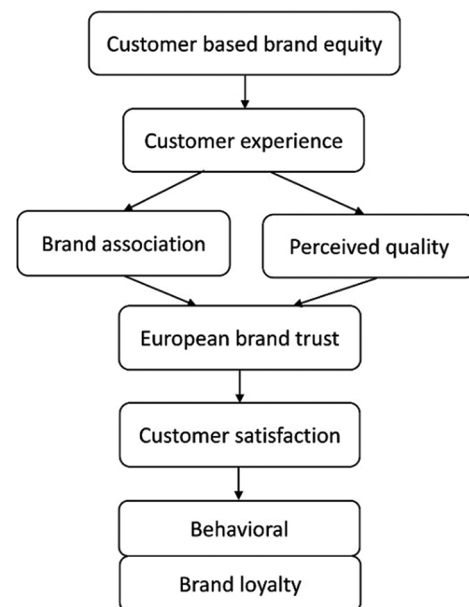 Customer based brand equity
Customer experience
Brand association
Perceived quality
European brand trust
Customer satisfaction
Behavioral
Brand loyalty